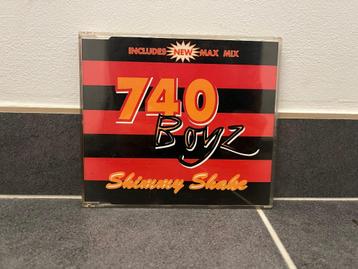 INCLUDES NEW MAX MIX
740
Boyz
Shimmy Shake